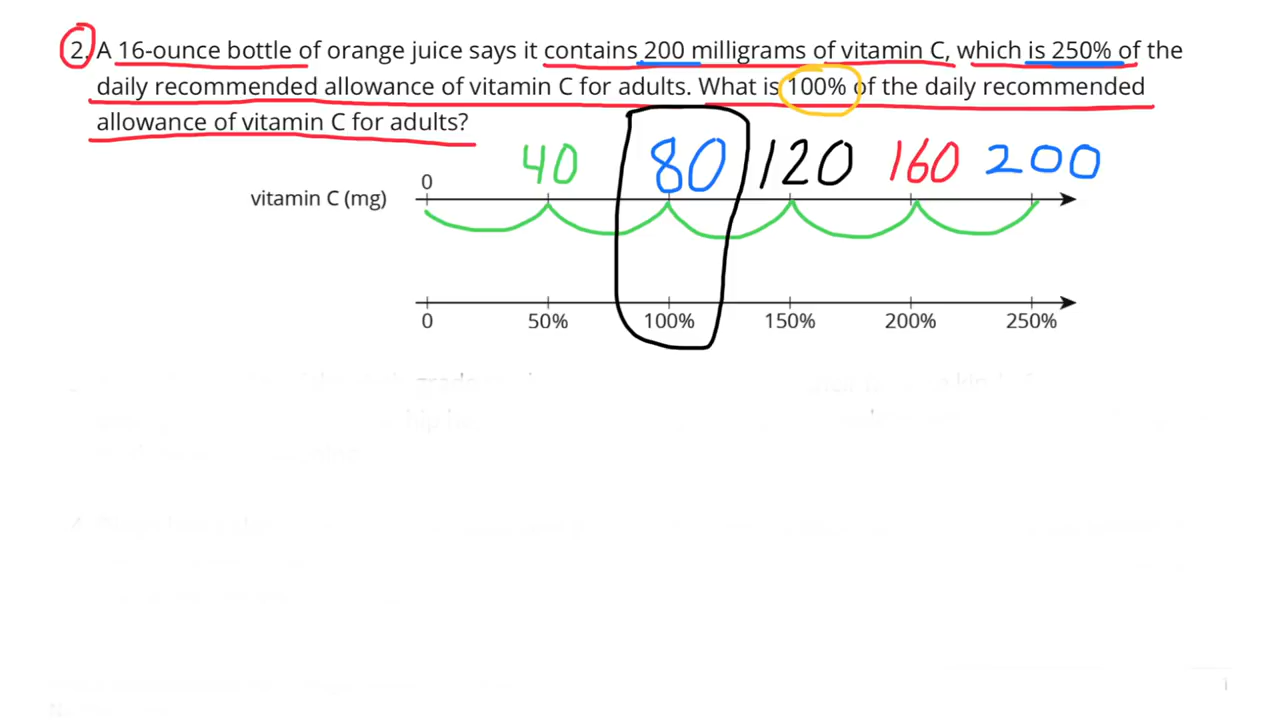 2. A 16-ounce bottle of orange juice says it contains 200 milligrams of vitamin C, which is 250% of the
daily recommended allowance of vitamin C for adults. What is 100% of the daily recommended
allowance of vitamin C for adults?
0 40 80 120 160 200
vitamin C (mg)
0 50% 100% 150% 200% 250%
1